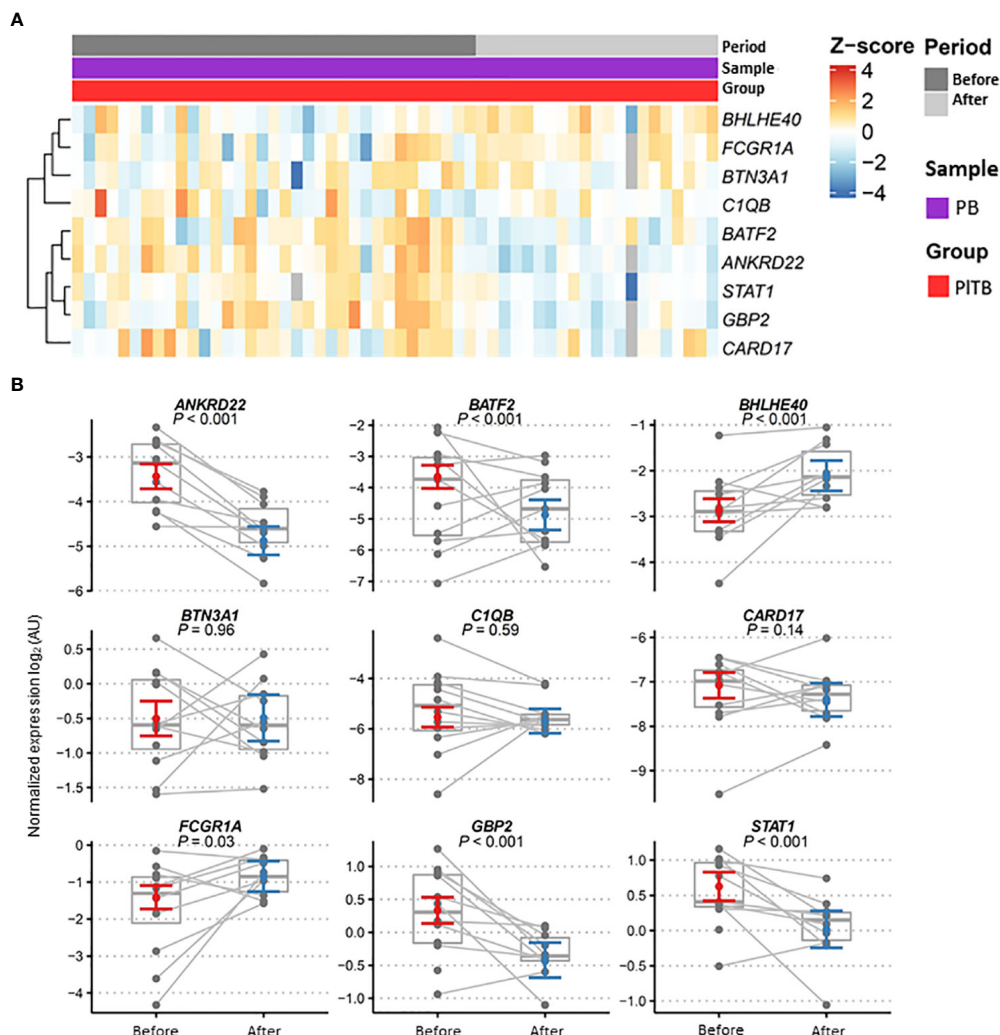 A
Period
Sample
Group
BHLHE40
FCGR1A
BTN3A1
C1QB
BATF2
ANKRD22
STAT1
GBP2
CARD17
Z-score
4
2
0
−2
−4
Period
Before
After
Sample
PB
Group
PlTB
B
Normalized expression log2 (AU)
ANKRD22
P < 0.001
−3
−4
−5
−6
BATF2
P < 0.001
−2
−3
−4
−5
−6
−7
BHLHE40
P < 0.001
−1
−2
−3
−4
BTN3A1
P = 0.96
0.5
0.0
−0.5
−1.0
−1.5
C1QB
P = 0.59
−4
−6
−8
CARD17
P = 0.14
−6
−7
−8
−9
FCGR1A
P = 0.03
0
−1
−2
−3
−4
Before After
GBP2
P < 0.001
1.0
0.5
0.0
−0.5
−1.0
Before After
STAT1
P < 0.001
1.0
0.5
0.0
−0.5
−1.0
Before After